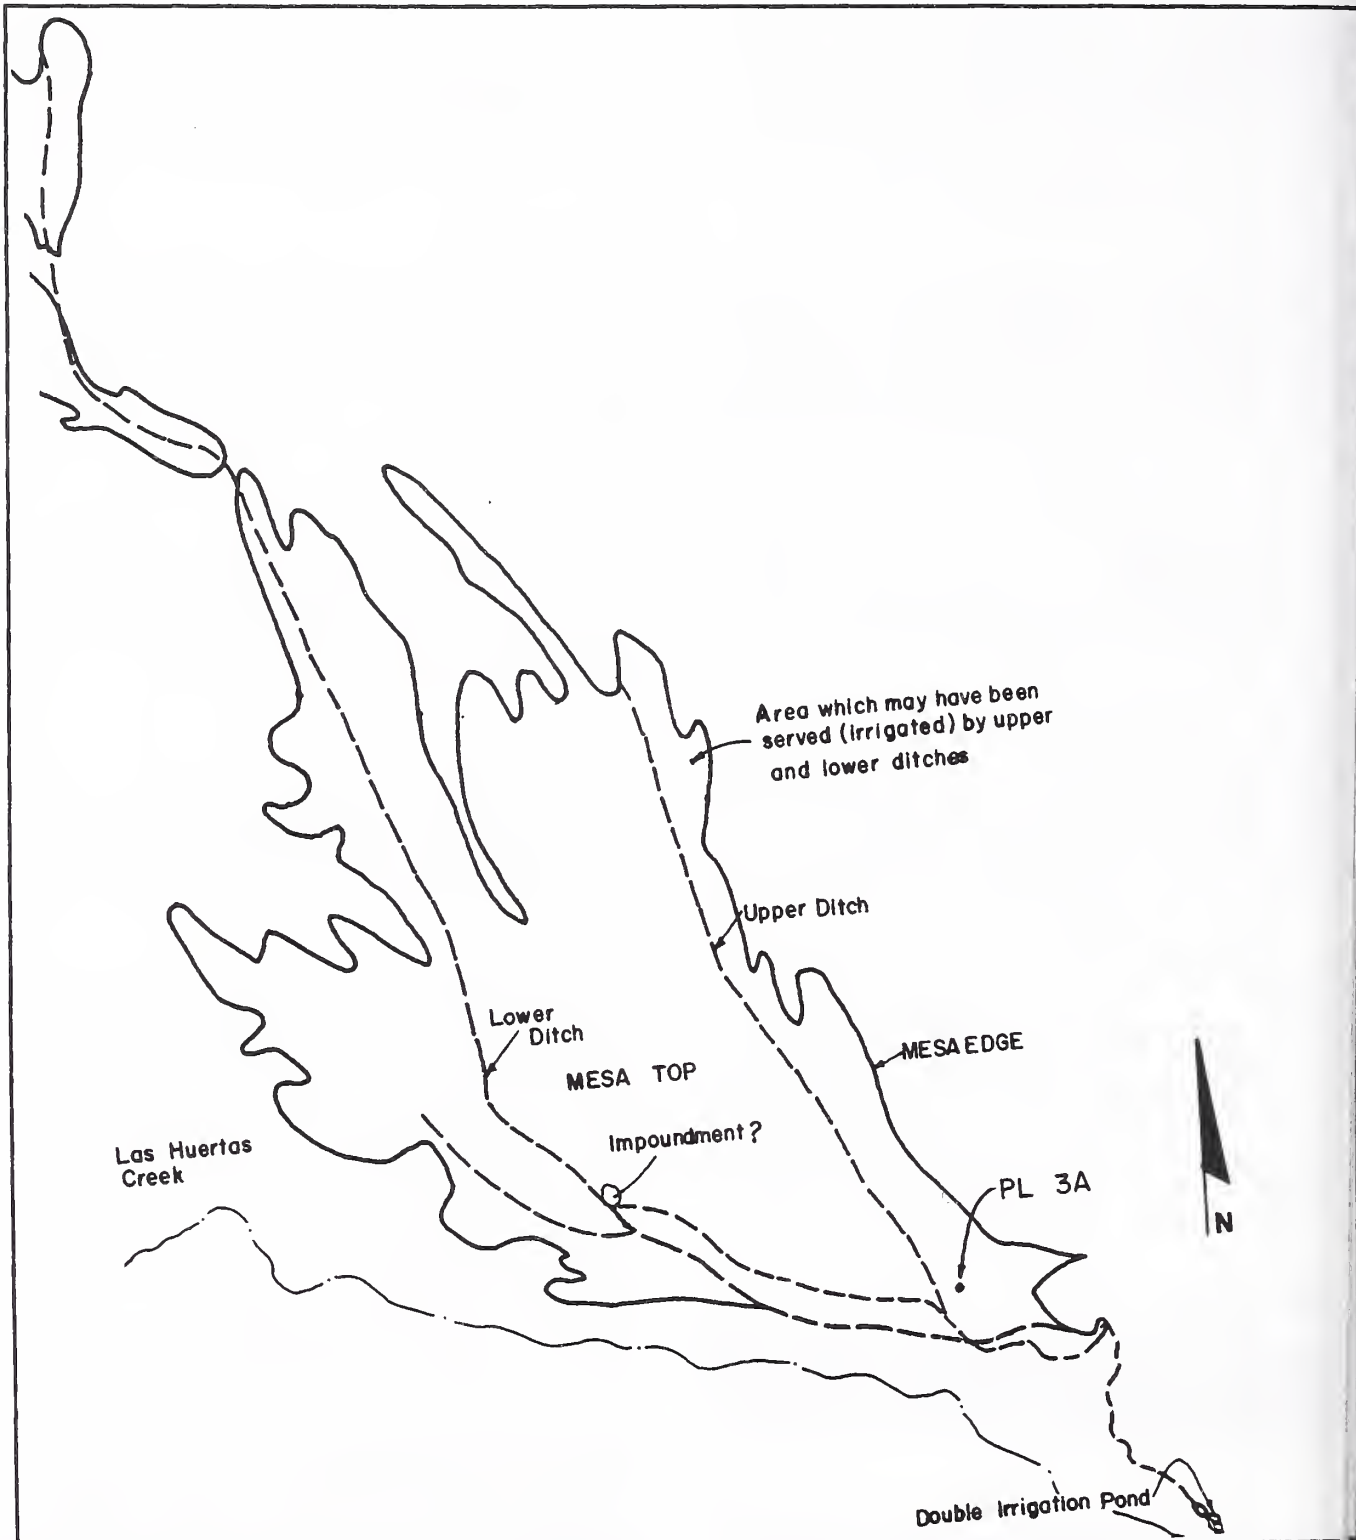 Area which may have been
served (irrigated) by upper
and lower ditches
Upper Ditch
Lower
Ditch
MESA EDGE
MESA TOP
Impoundment?
Las Huertas
Creek
PL 3A
N
Double Irrigation Pond